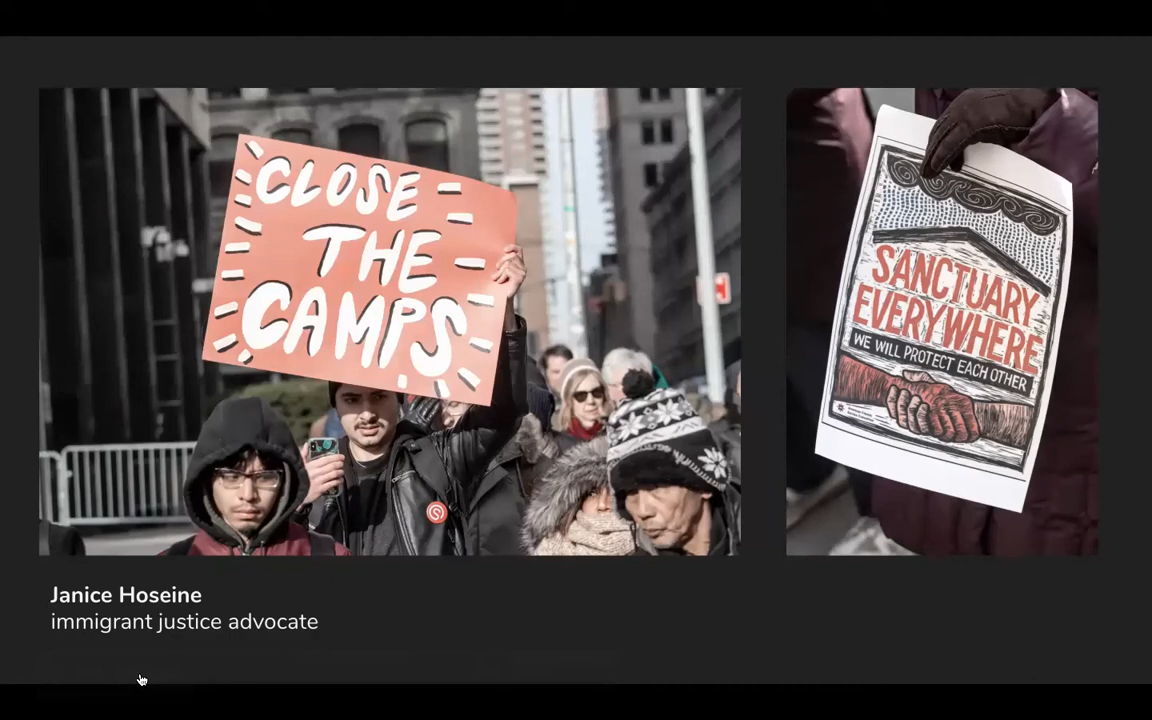 CLOSE
THE
CAMPS
SANCTUARY
EVERYWHERE
WE WILL PROTECT EACH OTHER
Janice Hoseine
immigrant justice advocate